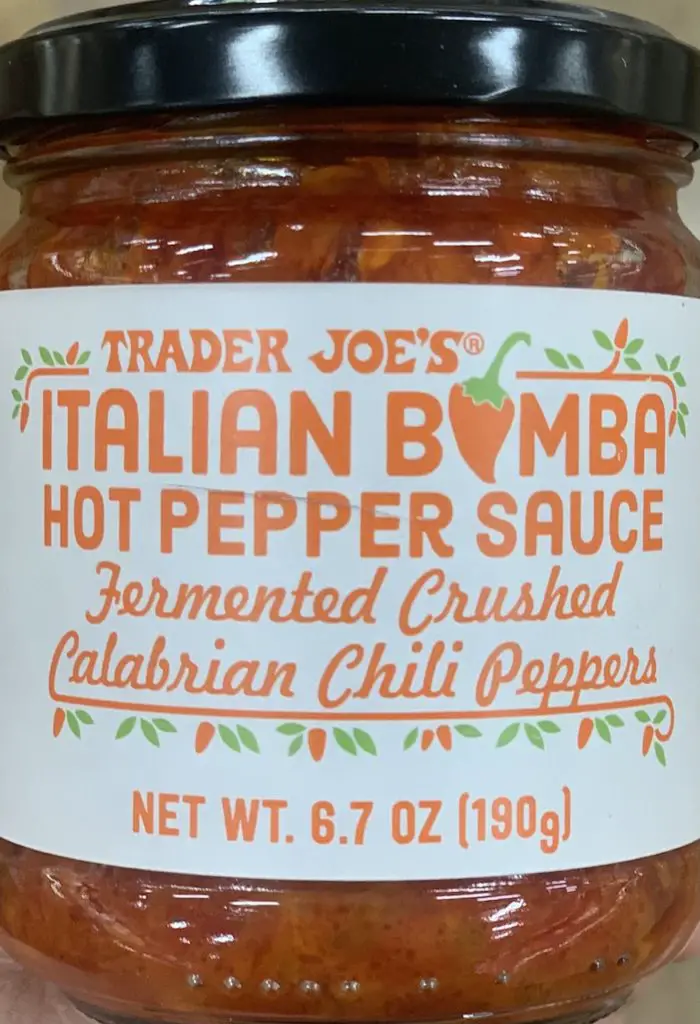 TRADER JOE'S®
ITALIAN BOMBA
HOT PEPPER SAUCE
Fermented Crushed
Calabrian Chili Peppers
NET WT. 6.7 OZ (190g)